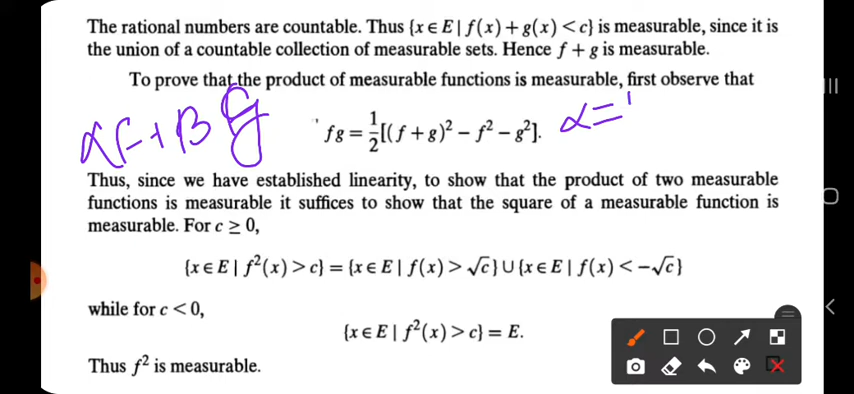 The rational numbers are countable. Thus {x ∈ E | f(x) + g(x) < c} is measurable, since it is
the union of a countable collection of measurable sets. Hence f + g is measurable.
To prove that the product of measurable functions is measurable, first observe that
αf + βg
fg = 1/2[(f + g)² − f² − g²].
α = 1
Thus, since we have established linearity, to show that the product of two measurable
functions is measurable it suffices to show that the square of a measurable function is
measurable. For c ≥ 0,
{x ∈ E | f²(x) > c} = {x ∈ E | f(x) > √c} ∪ {x ∈ E | f(x) < −√c}
while for c < 0,
{x ∈ E | f²(x) > c} = E.
Thus f² is measurable.